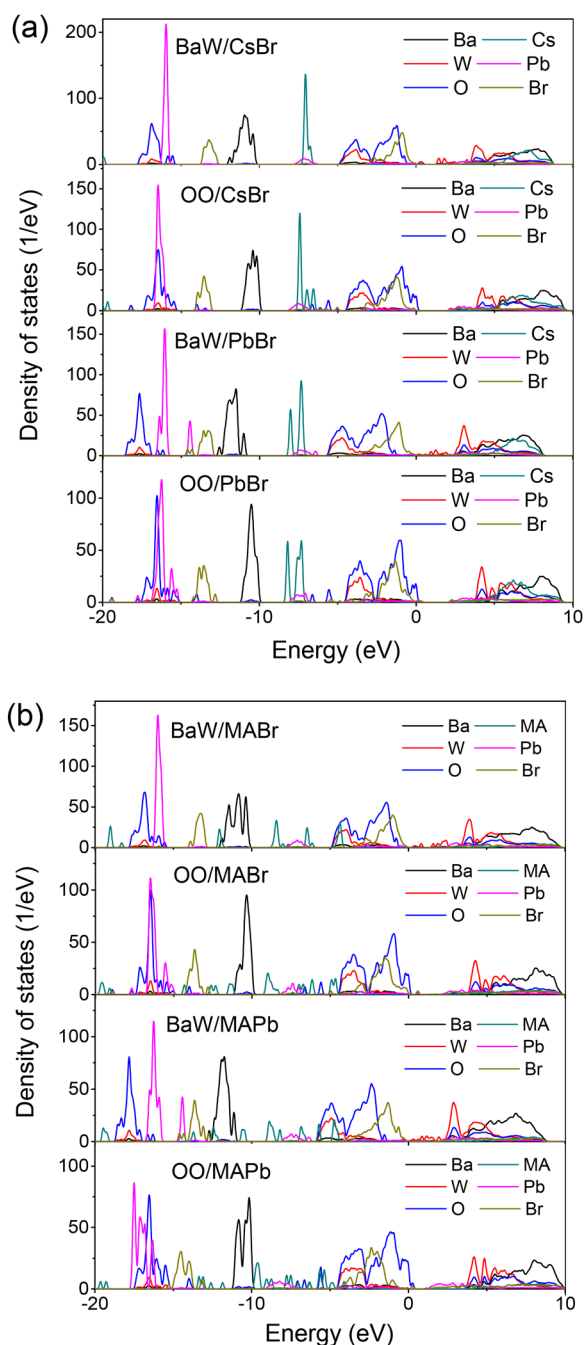 (a)
BaW/CsBr
Ba Cs
W Pb
O Br
200
100
0
OO/CsBr
Ba Cs
W Pb
O Br
150
100
50
0
BaW/PbBr
Ba Cs
W Pb
O Br
150
100
50
0
OO/PbBr
Ba Cs
W Pb
O Br
100
50
0
Density of states (1/eV)
-20 -10 0 10
Energy (eV)
(b)
BaW/MABr
Ba MA
W Pb
O Br
150
100
50
0
OO/MABr
Ba MA
W Pb
O Br
100
50
0
BaW/MAPb
Ba MA
W Pb
O Br
100
50
0
OO/MAPb
Ba MA
W Pb
O Br
100
50
0
Density of states (1/eV)
-20 -10 0 10
Energy (eV)